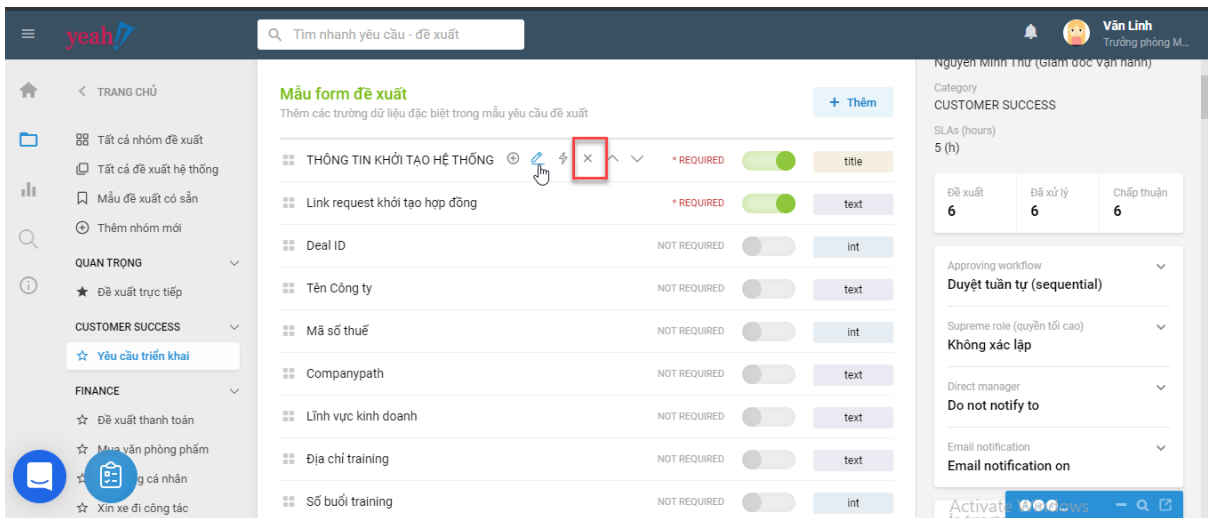 yeah!
Tìm nhanh yêu cầu - đề xuất
Văn Linh
Trưởng phòng M...
TRANG CHỦ
Tất cả nhóm đề xuất
Tất cả đề xuất hệ thống
Mẫu đề xuất có sẵn
Thêm nhóm mới
QUAN TRỌNG
Đề xuất trực tiếp
CUSTOMER SUCCESS
Yêu cầu triển khai
FINANCE
Đề xuất thanh toán
Mua văn phòng phẩm
g cá nhân
Xin xe đi công tác
Mẫu form đề xuất
Thêm các trường dữ liệu đặc biệt trong mẫu yêu cầu đề xuất
+ Thêm
THÔNG TIN KHỞI TẠO HỆ THỐNG * REQUIRED title
Link request khởi tạo hợp đồng * REQUIRED text
Deal ID NOT REQUIRED int
Tên Công ty NOT REQUIRED text
Mã số thuế NOT REQUIRED int
Companypath NOT REQUIRED text
Lĩnh vực kinh doanh NOT REQUIRED text
Địa chỉ training NOT REQUIRED text
Số buổi training NOT REQUIRED int
Nguyễn Minh Thư (Giám đốc Vận hành)
Category
CUSTOMER SUCCESS
SLAs (hours)
5 (h)
Đề xuất Đã xử lý Chấp thuận
6 6 6
Approving workflow
Duyệt tuần tự (sequential)
Supreme role (quyền tối cao)
Không xác lập
Direct manager
Do not notify to
Email notification
Email notification on
Activate Windows